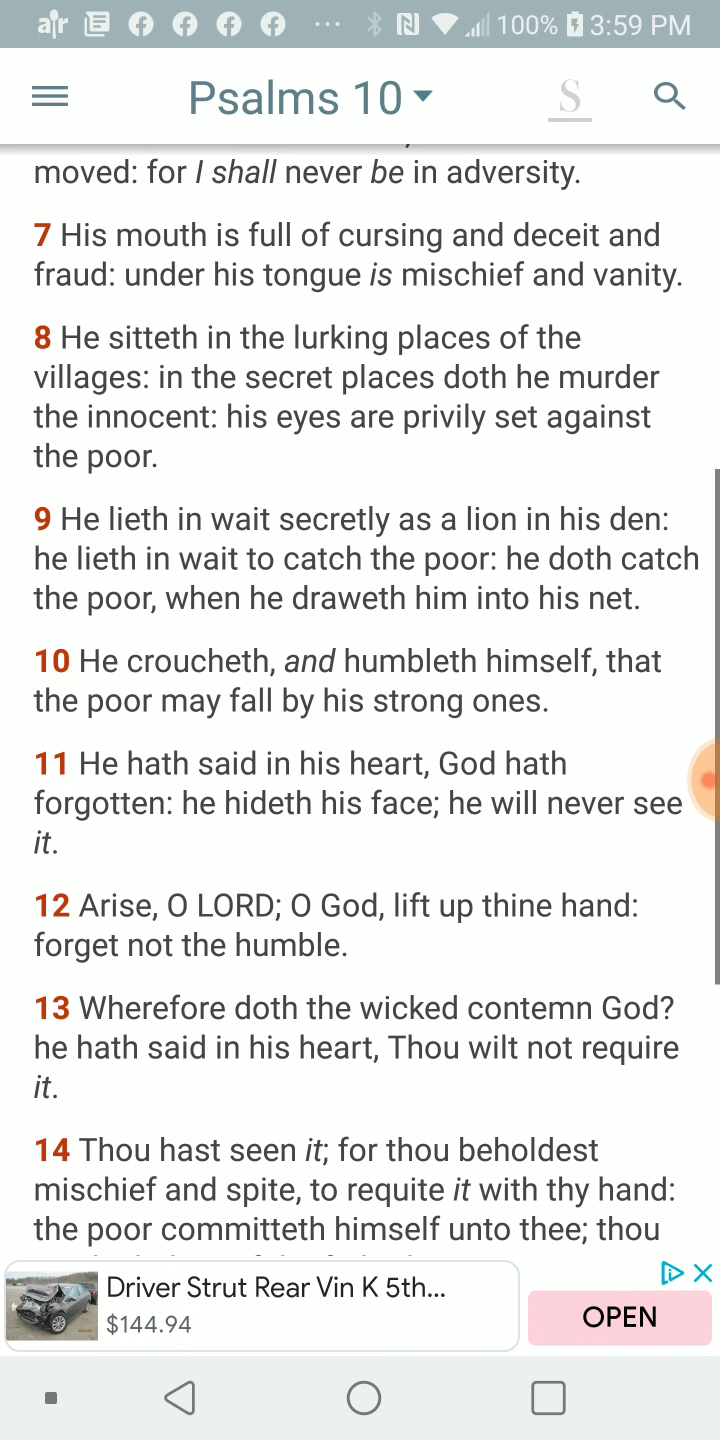 afr 100% 3:59 PM
Psalms 10 S
moved: for I shall never be in adversity.
7 His mouth is full of cursing and deceit and
fraud: under his tongue is mischief and vanity.
8 He sitteth in the lurking places of the
villages: in the secret places doth he murder
the innocent: his eyes are privily set against
the poor.
9 He lieth in wait secretly as a lion in his den:
he lieth in wait to catch the poor: he doth catch
the poor, when he draweth him into his net.
10 He croucheth, and humbleth himself, that
the poor may fall by his strong ones.
11 He hath said in his heart, God hath
forgotten: he hideth his face; he will never see
it.
12 Arise, O LORD; O God, lift up thine hand:
forget not the humble.
13 Wherefore doth the wicked contemn God?
he hath said in his heart, Thou wilt not require
it.
14 Thou hast seen it; for thou beholdest
mischief and spite, to requite it with thy hand:
the poor committeth himself unto thee; thou
Driver Strut Rear Vin K 5th...
$144.94
OPEN